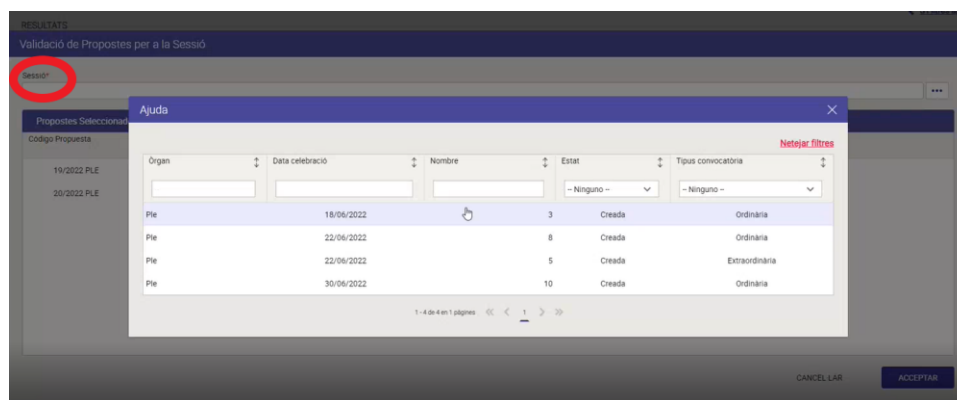 RESULTATS
Validació de Propostes per a la Sessió
Sessió*
Ajuda
Propostes Seleccionad
Código Propuesta
Netejar filtres
Òrgan Data celebració Nombre Estat Tipus convocatòria
-- Ninguno -- -- Ninguno --
19/2022 PLE
20/2022 PLE
Ple 18/06/2022 3 Creada Ordinària
Ple 22/06/2022 8 Creada Ordinària
Ple 22/06/2022 5 Creada Extraordinària
Ple 30/06/2022 10 Creada Ordinària
1 - 4 de 4 en 1 pàgines 1
CANCEL·LAR ACCEPTAR